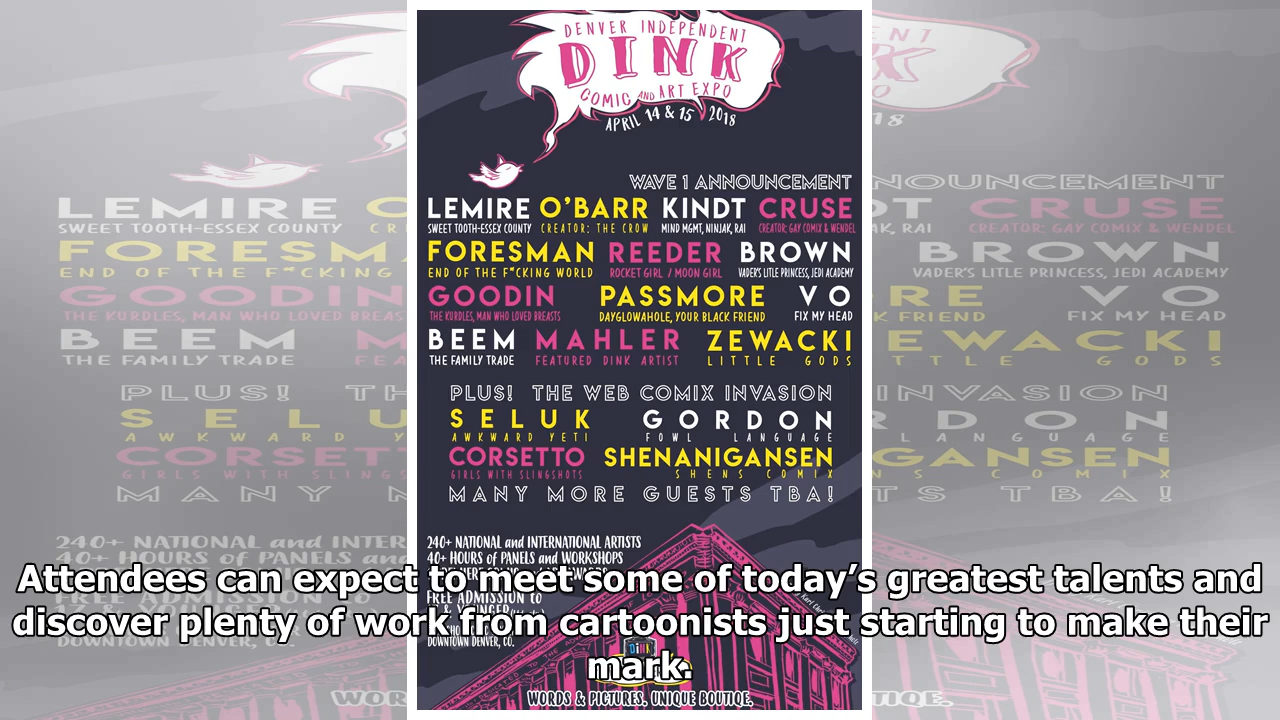 DENVER INDEPENDENT
DINK
COMIC AND ART EXPO
APRIL 14 & 15 2018
WAVE 1 ANNOUNCEMENT
LEMIRE O'BARR KINDT CRUSE
SWEET TOOTH-ESSEX COUNTY CREATOR: THE CROW MIND MGMT, NINJAK, RAI CREATOR: GAY COMIX & WENDEL
FORESMAN REEDER BROWN
END OF THE F*CKING WORLD ROCKET GIRL / MOON GIRL VADER'S LITLE PRINCESS, JEDI ACADEMY
GOODIN PASSMORE VO
THE KURDLES, MAN WHO LOVED BREASTS DAYGLOWAHOLE, YOUR BLACK FRIEND FIX MY HEAD
BEEM MAHLER ZEWACKI
THE FAMILY TRADE FEATURED DINK ARTIST LITTLE GODS
PLUS! THE WEB COMIX INVASION
SELUK GORDON
AWKWARD YETI FOWL LANGUAGE
CORSETTO SHENANIGANSEN
GIRLS WITH SLINGSHOTS SHENS COMIX
MANY MORE GUESTS TBA!
240+ NATIONAL and INTERNATIONAL ARTISTS
40+ HOURS of PANELS and WORKSHOPS
FREE ADMISSION to
DOWNTOWN DENVER, CO.
Attendees can expect to meet some of today's greatest talents and
discover plenty of work from cartoonists just starting to make their
mark.
DiNK
WORDS & PICTURES. UNIQUE BOUTIQE.